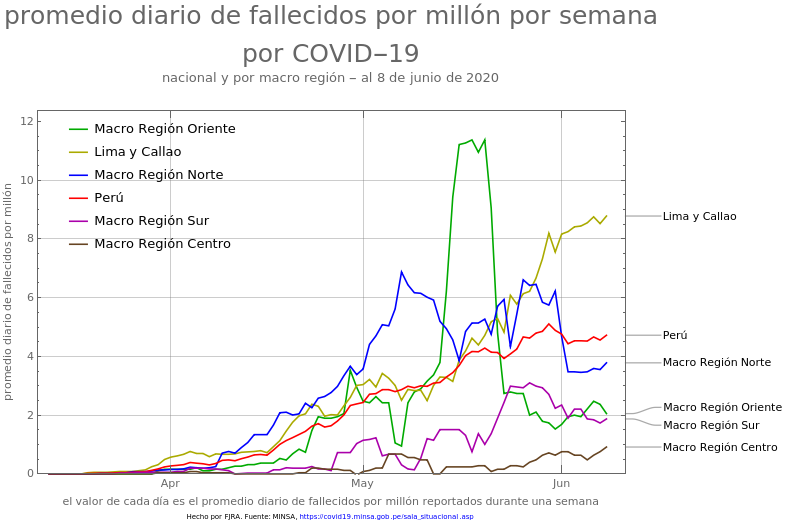 promedio diario de fallecidos por millón por semana
por COVID−19
nacional y por macro región − al 8 de junio de 2020
promedio diario de fallecidos por millón
12
10
8
6
4
2
0
Macro Región Oriente
Lima y Callao
Macro Región Norte
Perú
Macro Región Sur
Macro Región Centro
Lima y Callao
Perú
Macro Región Norte
Macro Región Oriente
Macro Región Sur
Macro Región Centro
Apr May Jun
el valor de cada día es el promedio diario de fallecidos por millón reportados durante una semana
Hecho por FJRA. Fuente: MINSA, https://covid19.minsa.gob.pe/sala_situacional.asp